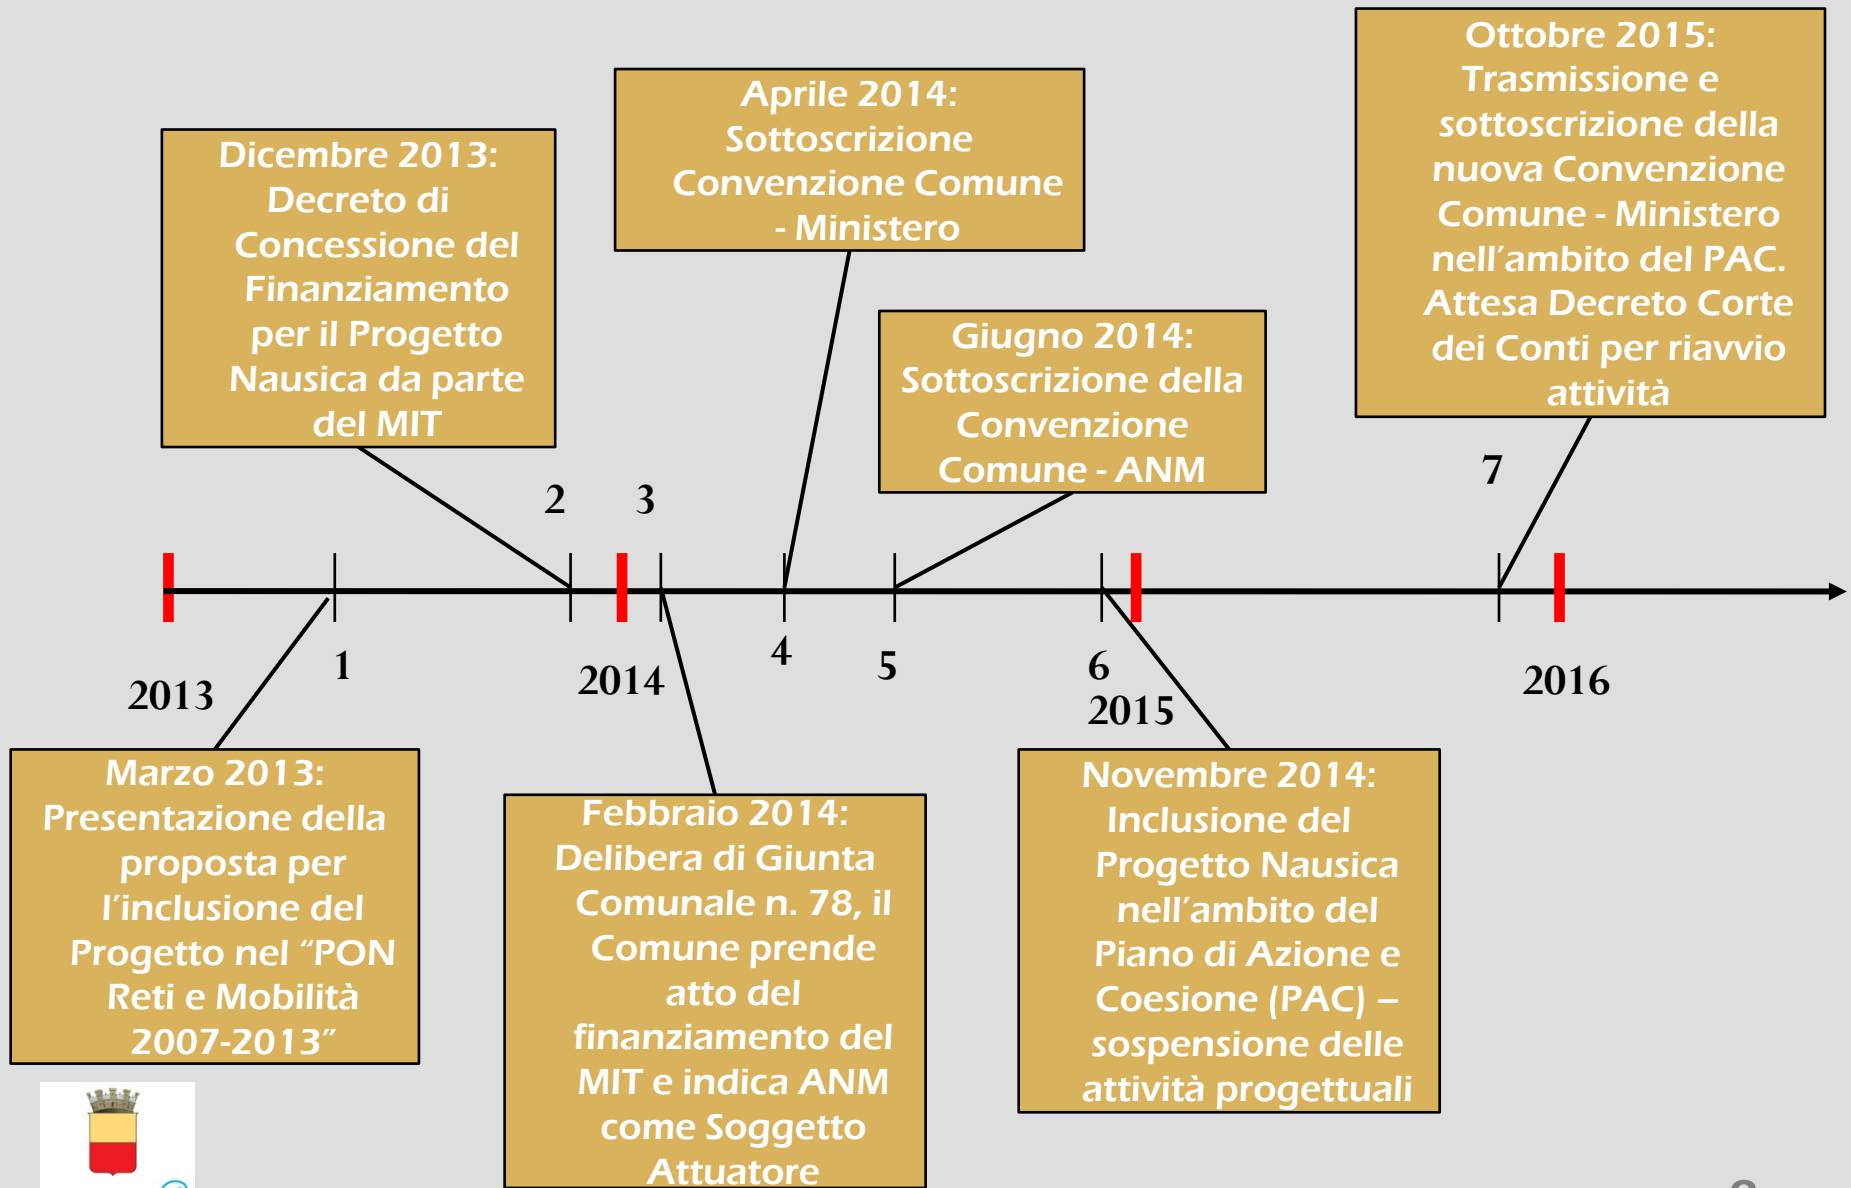 Dicembre 2013:
Decreto di
Concessione del
Finanziamento
per il Progetto
Nausica da parte
del MIT
Aprile 2014:
Sottoscrizione
Convenzione Comune
- Ministero
Giugno 2014:
Sottoscrizione della
Convenzione
Comune - ANM
Ottobre 2015:
Trasmissione e
sottoscrizione della
nuova Convenzione
Comune - Ministero
nell'ambito del PAC.
Attesa Decreto Corte
dei Conti per riavvio
attività
2
3
7
1
4
5
6
2013
2014
2015
2016
Marzo 2013:
Presentazione della
proposta per
l'inclusione del
Progetto nel “PON
Reti e Mobilità
2007-2013”
Febbraio 2014:
Delibera di Giunta
Comunale n. 78, il
Comune prende
atto del
finanziamento del
MIT e indica ANM
come Soggetto
Attuatore
Novembre 2014:
Inclusione del
Progetto Nausica
nell'ambito del
Piano di Azione e
Coesione (PAC) –
sospensione delle
attività progettuali